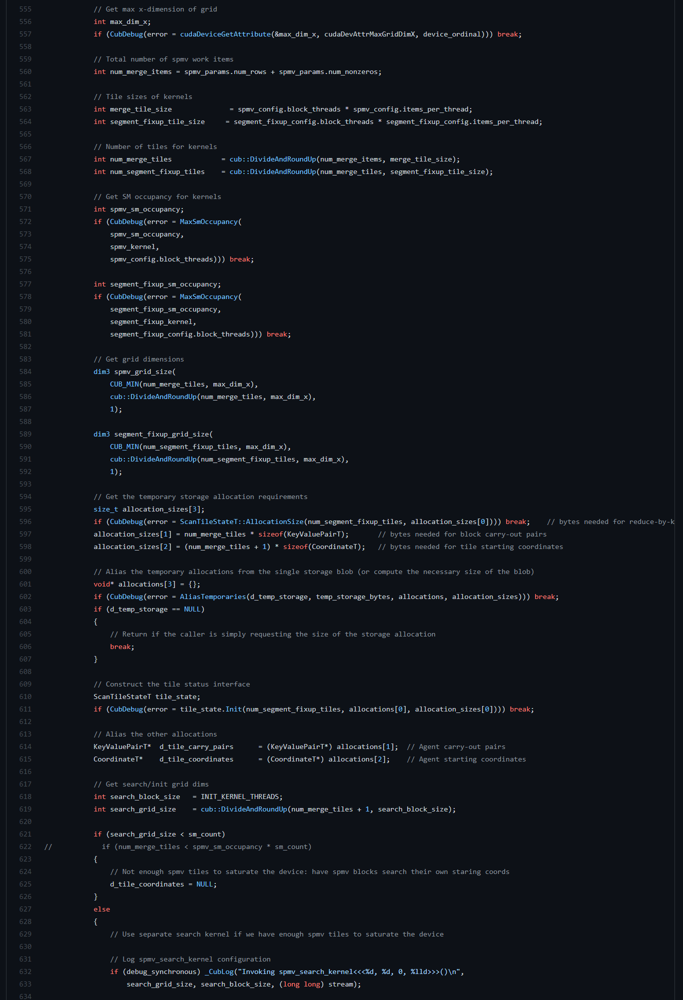 555 // Get max x-dimension of grid
556 int max_dim_x;
557 if (CubDebug(error = cudaDeviceGetAttribute(&max_dim_x, cudaDevAttrMaxGridDimX, device_ordinal))) break;
558
559 // Total number of spmv work items
560 int num_merge_items = spmv_params.num_rows + spmv_params.num_nonzeros;
561
562 // Tile sizes of kernels
563 int merge_tile_size = spmv_config.block_threads * spmv_config.items_per_thread;
564 int segment_fixup_tile_size = segment_fixup_config.block_threads * segment_fixup_config.items_per_thread;
565
566 // Number of tiles for kernels
567 int num_merge_tiles = cub::DivideAndRoundUp(num_merge_items, merge_tile_size);
568 int num_segment_fixup_tiles = cub::DivideAndRoundUp(num_merge_tiles, segment_fixup_tile_size);
569
570 // Get SM occupancy for kernels
571 int spmv_sm_occupancy;
572 if (CubDebug(error = MaxSmOccupancy(
573 spmv_sm_occupancy,
574 spmv_kernel,
575 spmv_config.block_threads))) break;
576
577 int segment_fixup_sm_occupancy;
578 if (CubDebug(error = MaxSmOccupancy(
579 segment_fixup_sm_occupancy,
580 segment_fixup_kernel,
581 segment_fixup_config.block_threads))) break;
582
583 // Get grid dimensions
584 dim3 spmv_grid_size(
585 CUB_MIN(num_merge_tiles, max_dim_x),
586 cub::DivideAndRoundUp(num_merge_tiles, max_dim_x),
587 1);
588
589 dim3 segment_fixup_grid_size(
590 CUB_MIN(num_segment_fixup_tiles, max_dim_x),
591 cub::DivideAndRoundUp(num_segment_fixup_tiles, max_dim_x),
592 1);
593
594 // Get the temporary storage allocation requirements
595 size_t allocation_sizes[3];
596 if (CubDebug(error = ScanTileStateT::AllocationSize(num_segment_fixup_tiles, allocation_sizes[0]))) break; // bytes needed for reduce-by-k
597 allocation_sizes[1] = num_merge_tiles * sizeof(KeyValuePairT); // bytes needed for block carry-out pairs
598 allocation_sizes[2] = (num_merge_tiles + 1) * sizeof(CoordinateT); // bytes needed for tile starting coordinates
599
600 // Alias the temporary allocations from the single storage blob (or compute the necessary size of the blob)
601 void* allocations[3] = {};
602 if (CubDebug(error = AliasTemporaries(d_temp_storage, temp_storage_bytes, allocations, allocation_sizes))) break;
603 if (d_temp_storage == NULL)
604 {
605 // Return if the caller is simply requesting the size of the storage allocation
606 break;
607 }
608
609 // Construct the tile status interface
610 ScanTileStateT tile_state;
611 if (CubDebug(error = tile_state.Init(num_segment_fixup_tiles, allocations[0], allocation_sizes[0]))) break;
612
613 // Alias the other allocations
614 KeyValuePairT* d_tile_carry_pairs = (KeyValuePairT*) allocations[1]; // Agent carry-out pairs
615 CoordinateT* d_tile_coordinates = (CoordinateT*) allocations[2]; // Agent starting coordinates
616
617 // Get search/init grid dims
618 int search_block_size = INIT_KERNEL_THREADS;
619 int search_grid_size = cub::DivideAndRoundUp(num_merge_tiles + 1, search_block_size);
620
621 if (search_grid_size < sm_count)
622 // if (num_merge_tiles < spmv_sm_occupancy * sm_count)
623 {
624 // Not enough spmv tiles to saturate the device: have spmv blocks search their own staring coords
625 d_tile_coordinates = NULL;
626 }
627 else
628 {
629 // Use separate search kernel if we have enough spmv tiles to saturate the device
630
631 // Log spmv_search_kernel configuration
632 if (debug_synchronous) _CubLog("Invoking spmv_search_kernel<<<%d, %d, 0, %lld>>>()\n",
633 search_grid_size, search_block_size, (long long) stream);
634